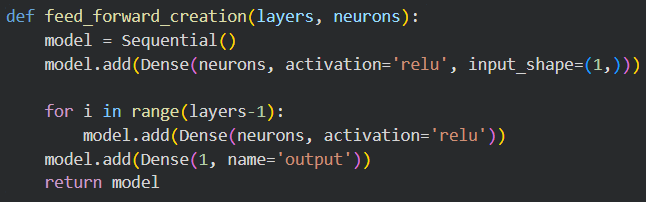 def feed_forward_creation(layers, neurons):
    model = Sequential()
    model.add(Dense(neurons, activation='relu', input_shape=(1,)))

    for i in range(layers-1):
        model.add(Dense(neurons, activation='relu'))
    model.add(Dense(1, name='output'))
    return model